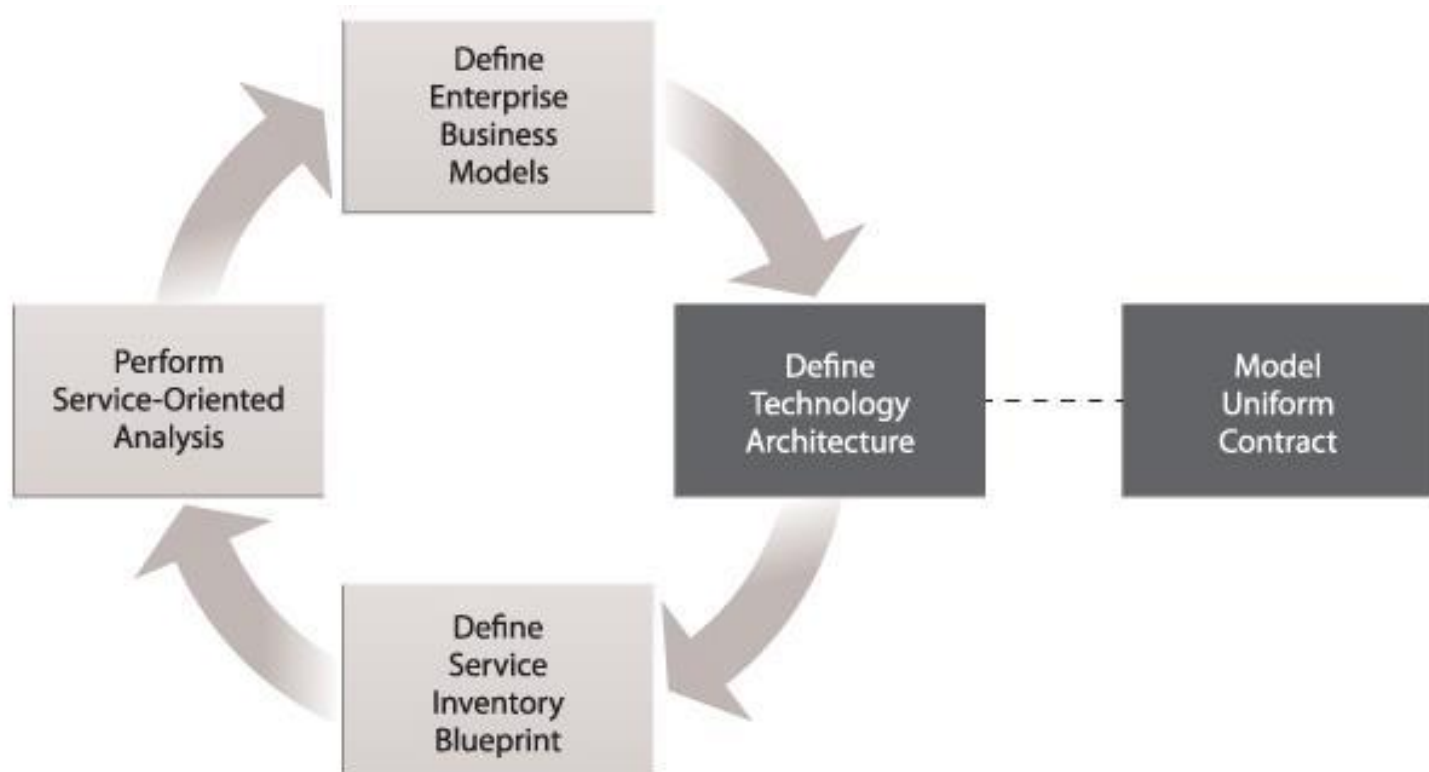 Define
Enterprise
Business
Models
Perform
Service-Oriented
Analysis
Define
Technology
Architecture
Model
Uniform
Contract
Define
Service
Inventory
Blueprint